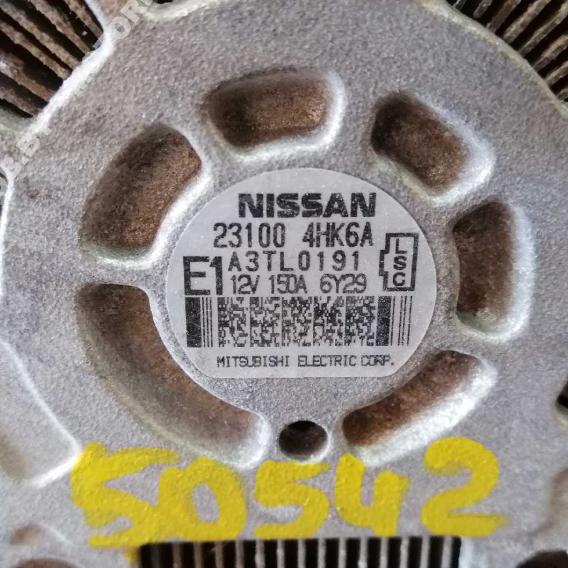 NISSAN
23100 4HK6A
A3TL0191
E1
12V 150A 6Y29
LSC
MITSUBISHI ELECTRIC CORP.
50542